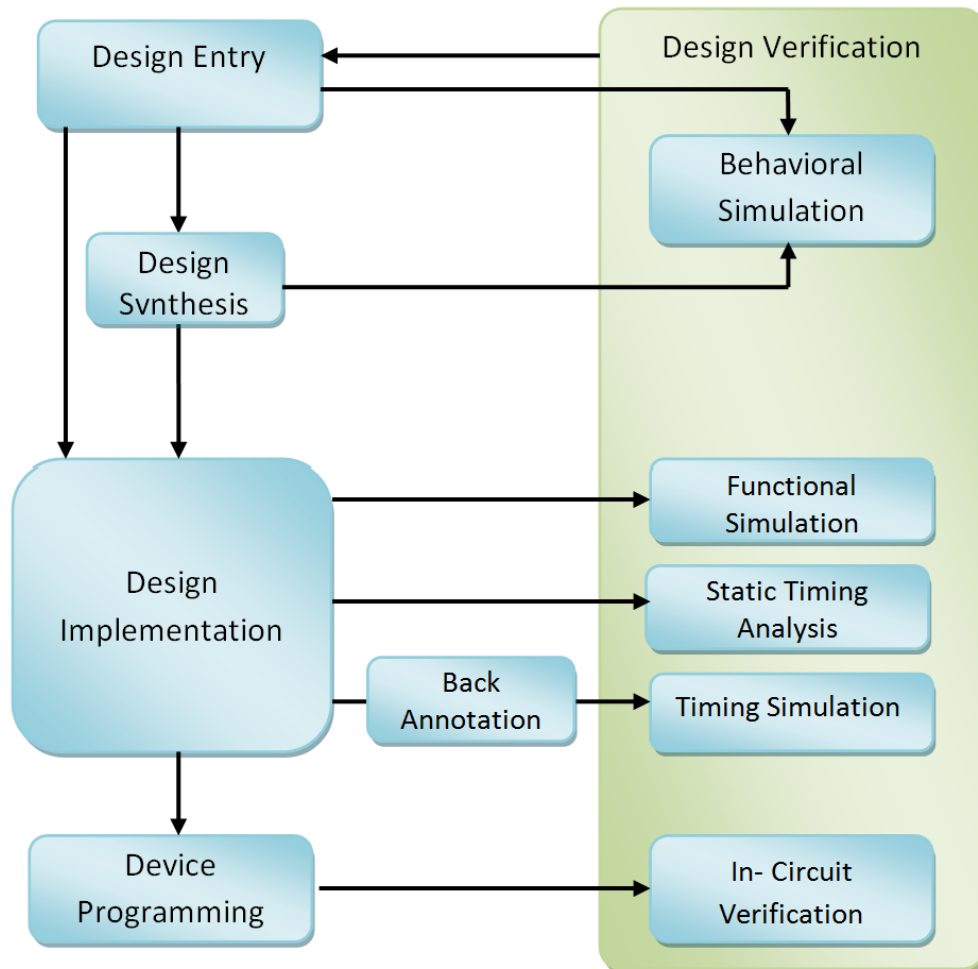 Design Entry
Design Verification
Behavioral
Simulation
Design
Svnthesis
Functional
Simulation
Design
Implementation
Static Timing
Analysis
Back
Annotation
Timing Simulation
Device
Programming
In- Circuit
Verification